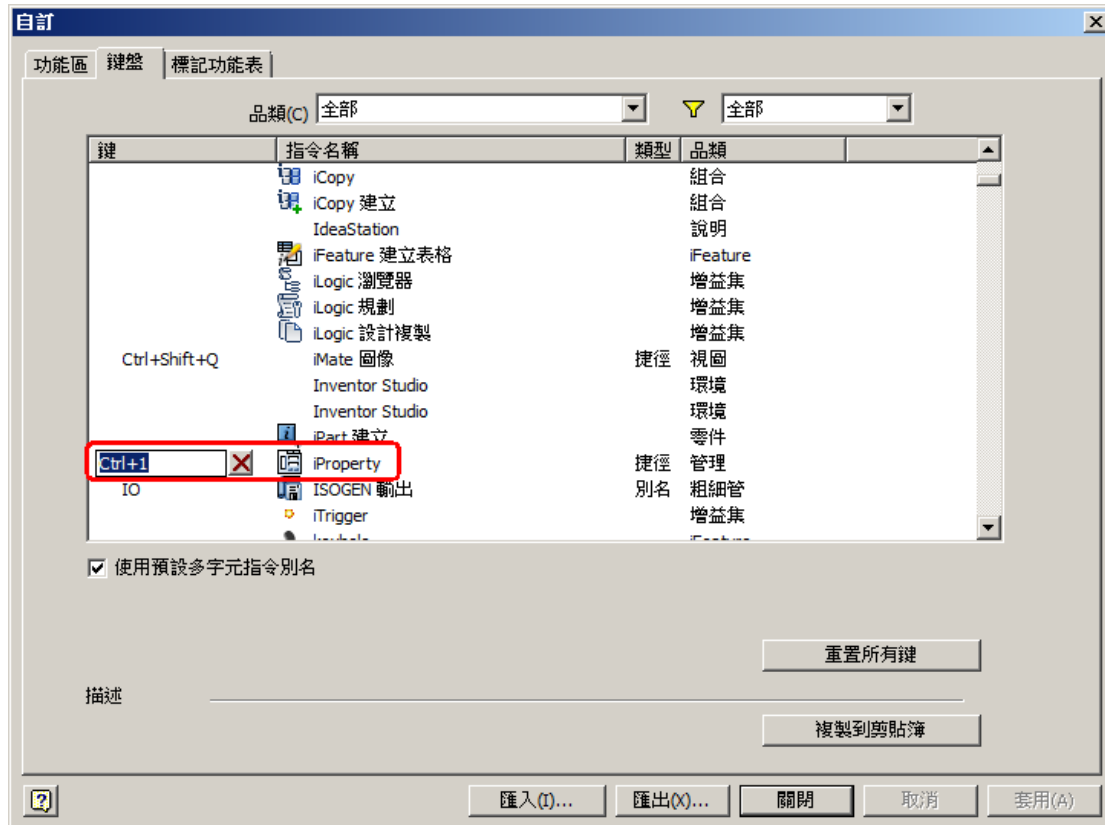 自訂
功能區 鍵盤 標記功能表
品類(C) 全部 全部
鍵 指令名稱 類型 品類
iCopy 組合
iCopy 建立 組合
IdeaStation 說明
iFeature 建立表格 iFeature
iLogic 瀏覽器 增益集
iLogic 規劃 增益集
iLogic 設計複製 增益集
Ctrl+Shift+Q iMate 圖像 捷徑 視圖
Inventor Studio 環境
Inventor Studio 環境
iPart 建立 零件
Ctrl+1 iProperty 捷徑 管理
IO ISOGEN 輸出 別名 粗細管
iTrigger 增益集
使用預設多字元指令別名
重置所有鍵
描述
複製到剪貼簿
匯入(I)... 匯出(X)... 關閉 取消 套用(A)